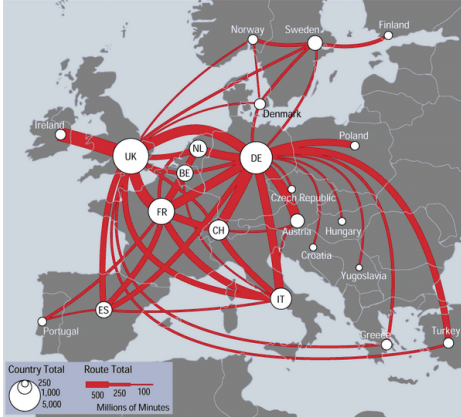 Norway
Sweden
Finland
Denmark
Ireland
UK
NL
DE
Poland
BE
Czech Republic
FR
CH
Austria
Hungary
Croatia
Yugoslavia
IT
ES
Portugal
Greece
Turkey
Country Total
250
1,000
5,000
Route Total
500 250 100
Millions of Minutes